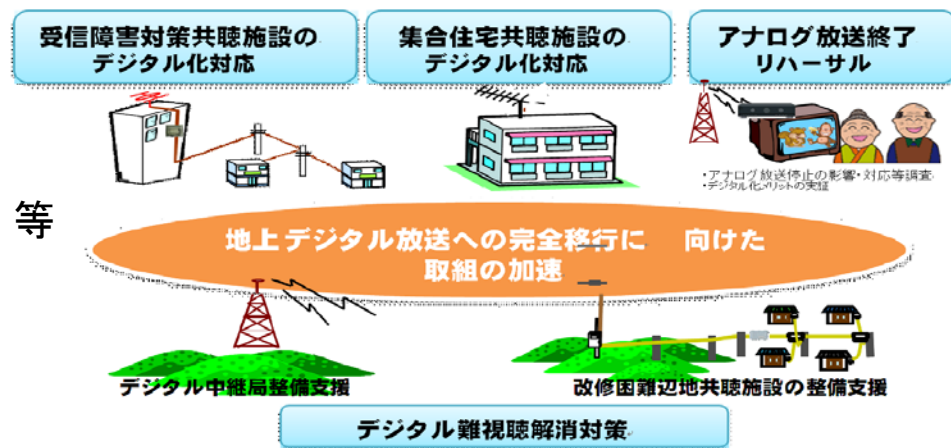 受信障害対策共聴施設の
デジタル化対応
集合住宅共聴施設の
デジタル化対応
アナログ放送終了
リハーサル
・アナログ放送停止の影響・対応等調査
・デジタル化メリットの実証
等
地上デジタル放送への完全移行に　向けた
取組の加速
デジタル中継局整備支援
改修困難辺地共聴施設の整備支援
デジタル難視聴解消対策